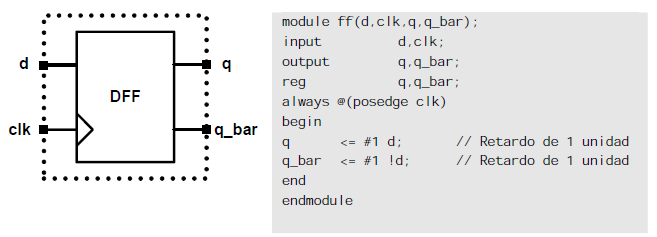 d
clk
DFF
q
q_bar
module ff(d,clk,q,q_bar);
input d,clk;
output q,q_bar;
reg q,q_bar;
always @(posedge clk)
begin
q <= #1 d; // Retardo de 1 unidad
q_bar <= #1 !d; // Retardo de 1 unidad
end
endmodule